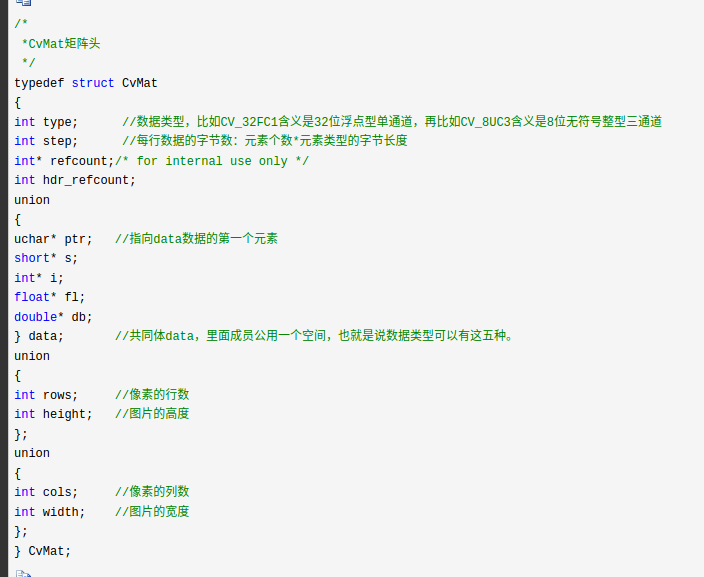 /*
 *CvMat矩阵头
 */
typedef struct CvMat
{
int type;      //数据类型，比如CV_32FC1含义是32位浮点型单通道，再比如CV_8UC3含义是8位无符号整型三通道
int step;      //每行数据的字节数：元素个数*元素类型的字节长度
int* refcount;/* for internal use only */
int hdr_refcount;
union
{
uchar* ptr;   //指向data数据的第一个元素
short* s;
int* i;
float* fl;
double* db;
} data;       //共同体data，里面成员公用一个空间，也就是说数据类型可以有这五种。
union
{
int rows;     //像素的行数
int height;   //图片的高度
};
union
{
int cols;     //像素的列数
int width;    //图片的宽度
};
} CvMat;